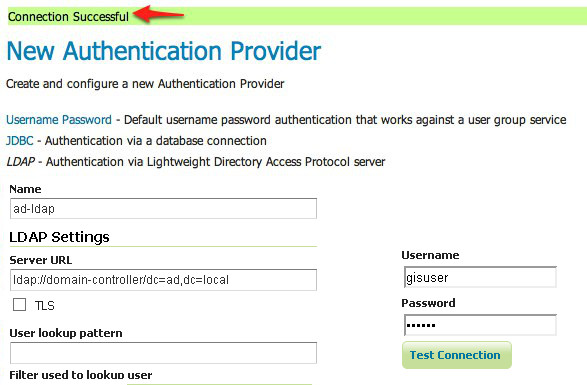 Connection Successful
New Authentication Provider
Create and configure a new Authentication Provider
Username Password - Default username password authentication that works against a user group service
JDBC - Authentication via a database connection
LDAP - Authentication via Lightweight Directory Access Protocol server
Name
ad-ldap
LDAP Settings
Server URL
ldap://domain-controller/dc=ad,dc=local
TLS
User lookup pattern
Filter used to lookup user
Username
gisuser
Password
••••••
Test Connection